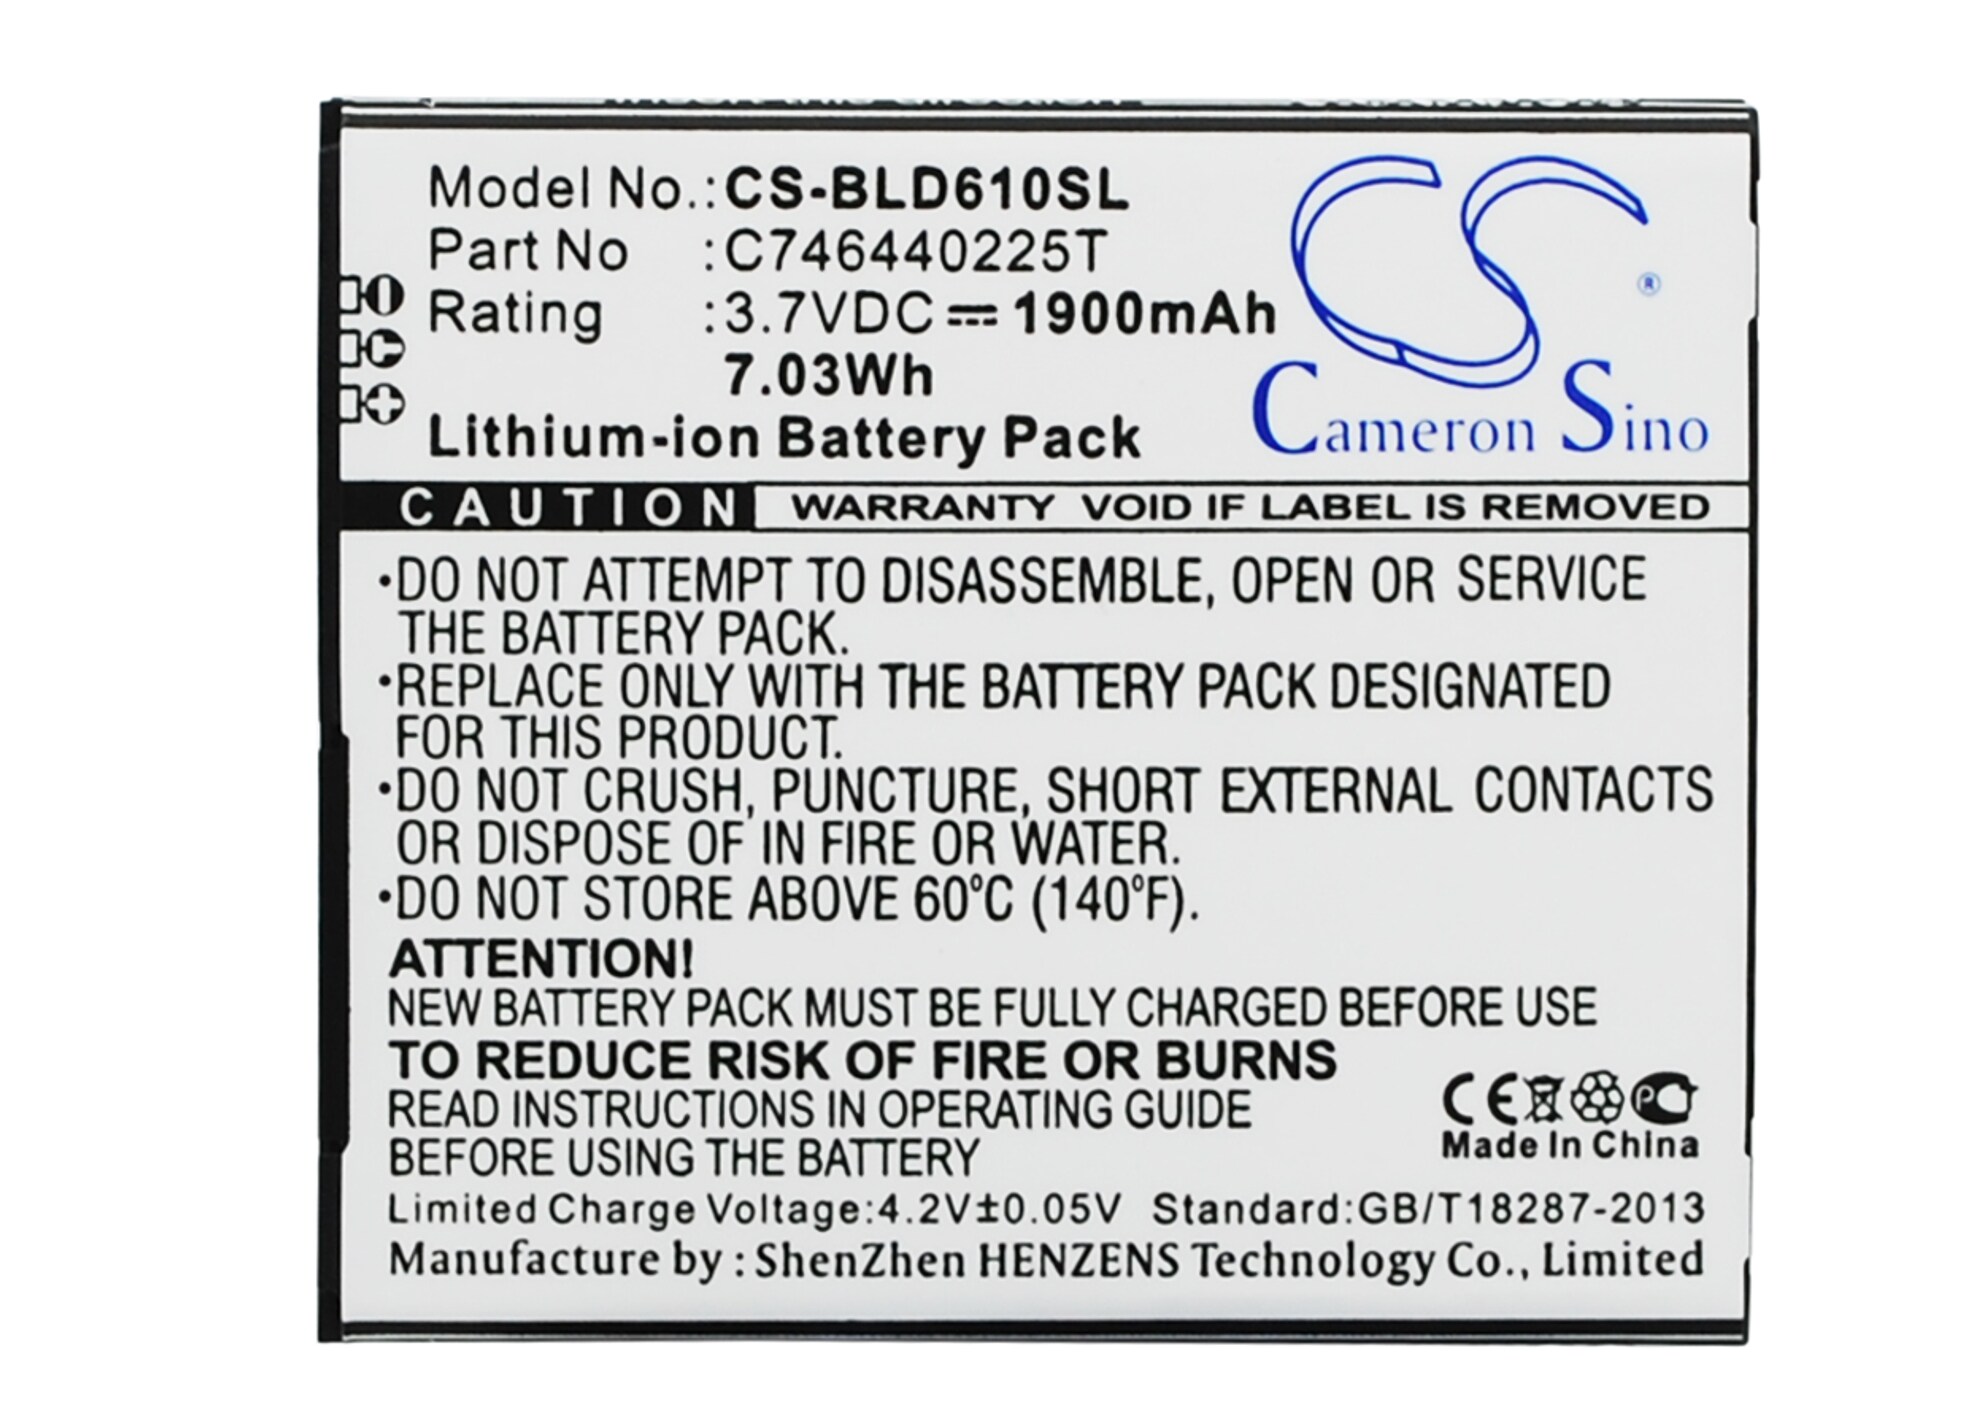 Model No.:CS-BLD610SL
Part No :C746440225T
Rating :3.7VDC 1900mAh
7.03Wh
Lithium-ion Battery Pack
®
Cameron Sino
CAUTION WARRANTY VOID IF LABEL IS REMOVED
•DO NOT ATTEMPT TO DISASSEMBLE, OPEN OR SERVICE
THE BATTERY PACK.
•REPLACE ONLY WITH THE BATTERY PACK DESIGNATED
FOR THIS PRODUCT.
•DO NOT CRUSH, PUNCTURE, SHORT EXTERNAL CONTACTS
OR DISPOSE OF IN FIRE OR WATER.
•DO NOT STORE ABOVE 60°C (140°F).
ATTENTION!
NEW BATTERY PACK MUST BE FULLY CHARGED BEFORE USE
TO REDUCE RISK OF FIRE OR BURNS
READ INSTRUCTIONS IN OPERATING GUIDE
BEFORE USING THE BATTERY
CE PC
Made In China
Limited Charge Voltage:4.2V±0.05V Standard:GB/T18287-2013
Manufacture by : ShenZhen HENZENS Technology Co., Limited